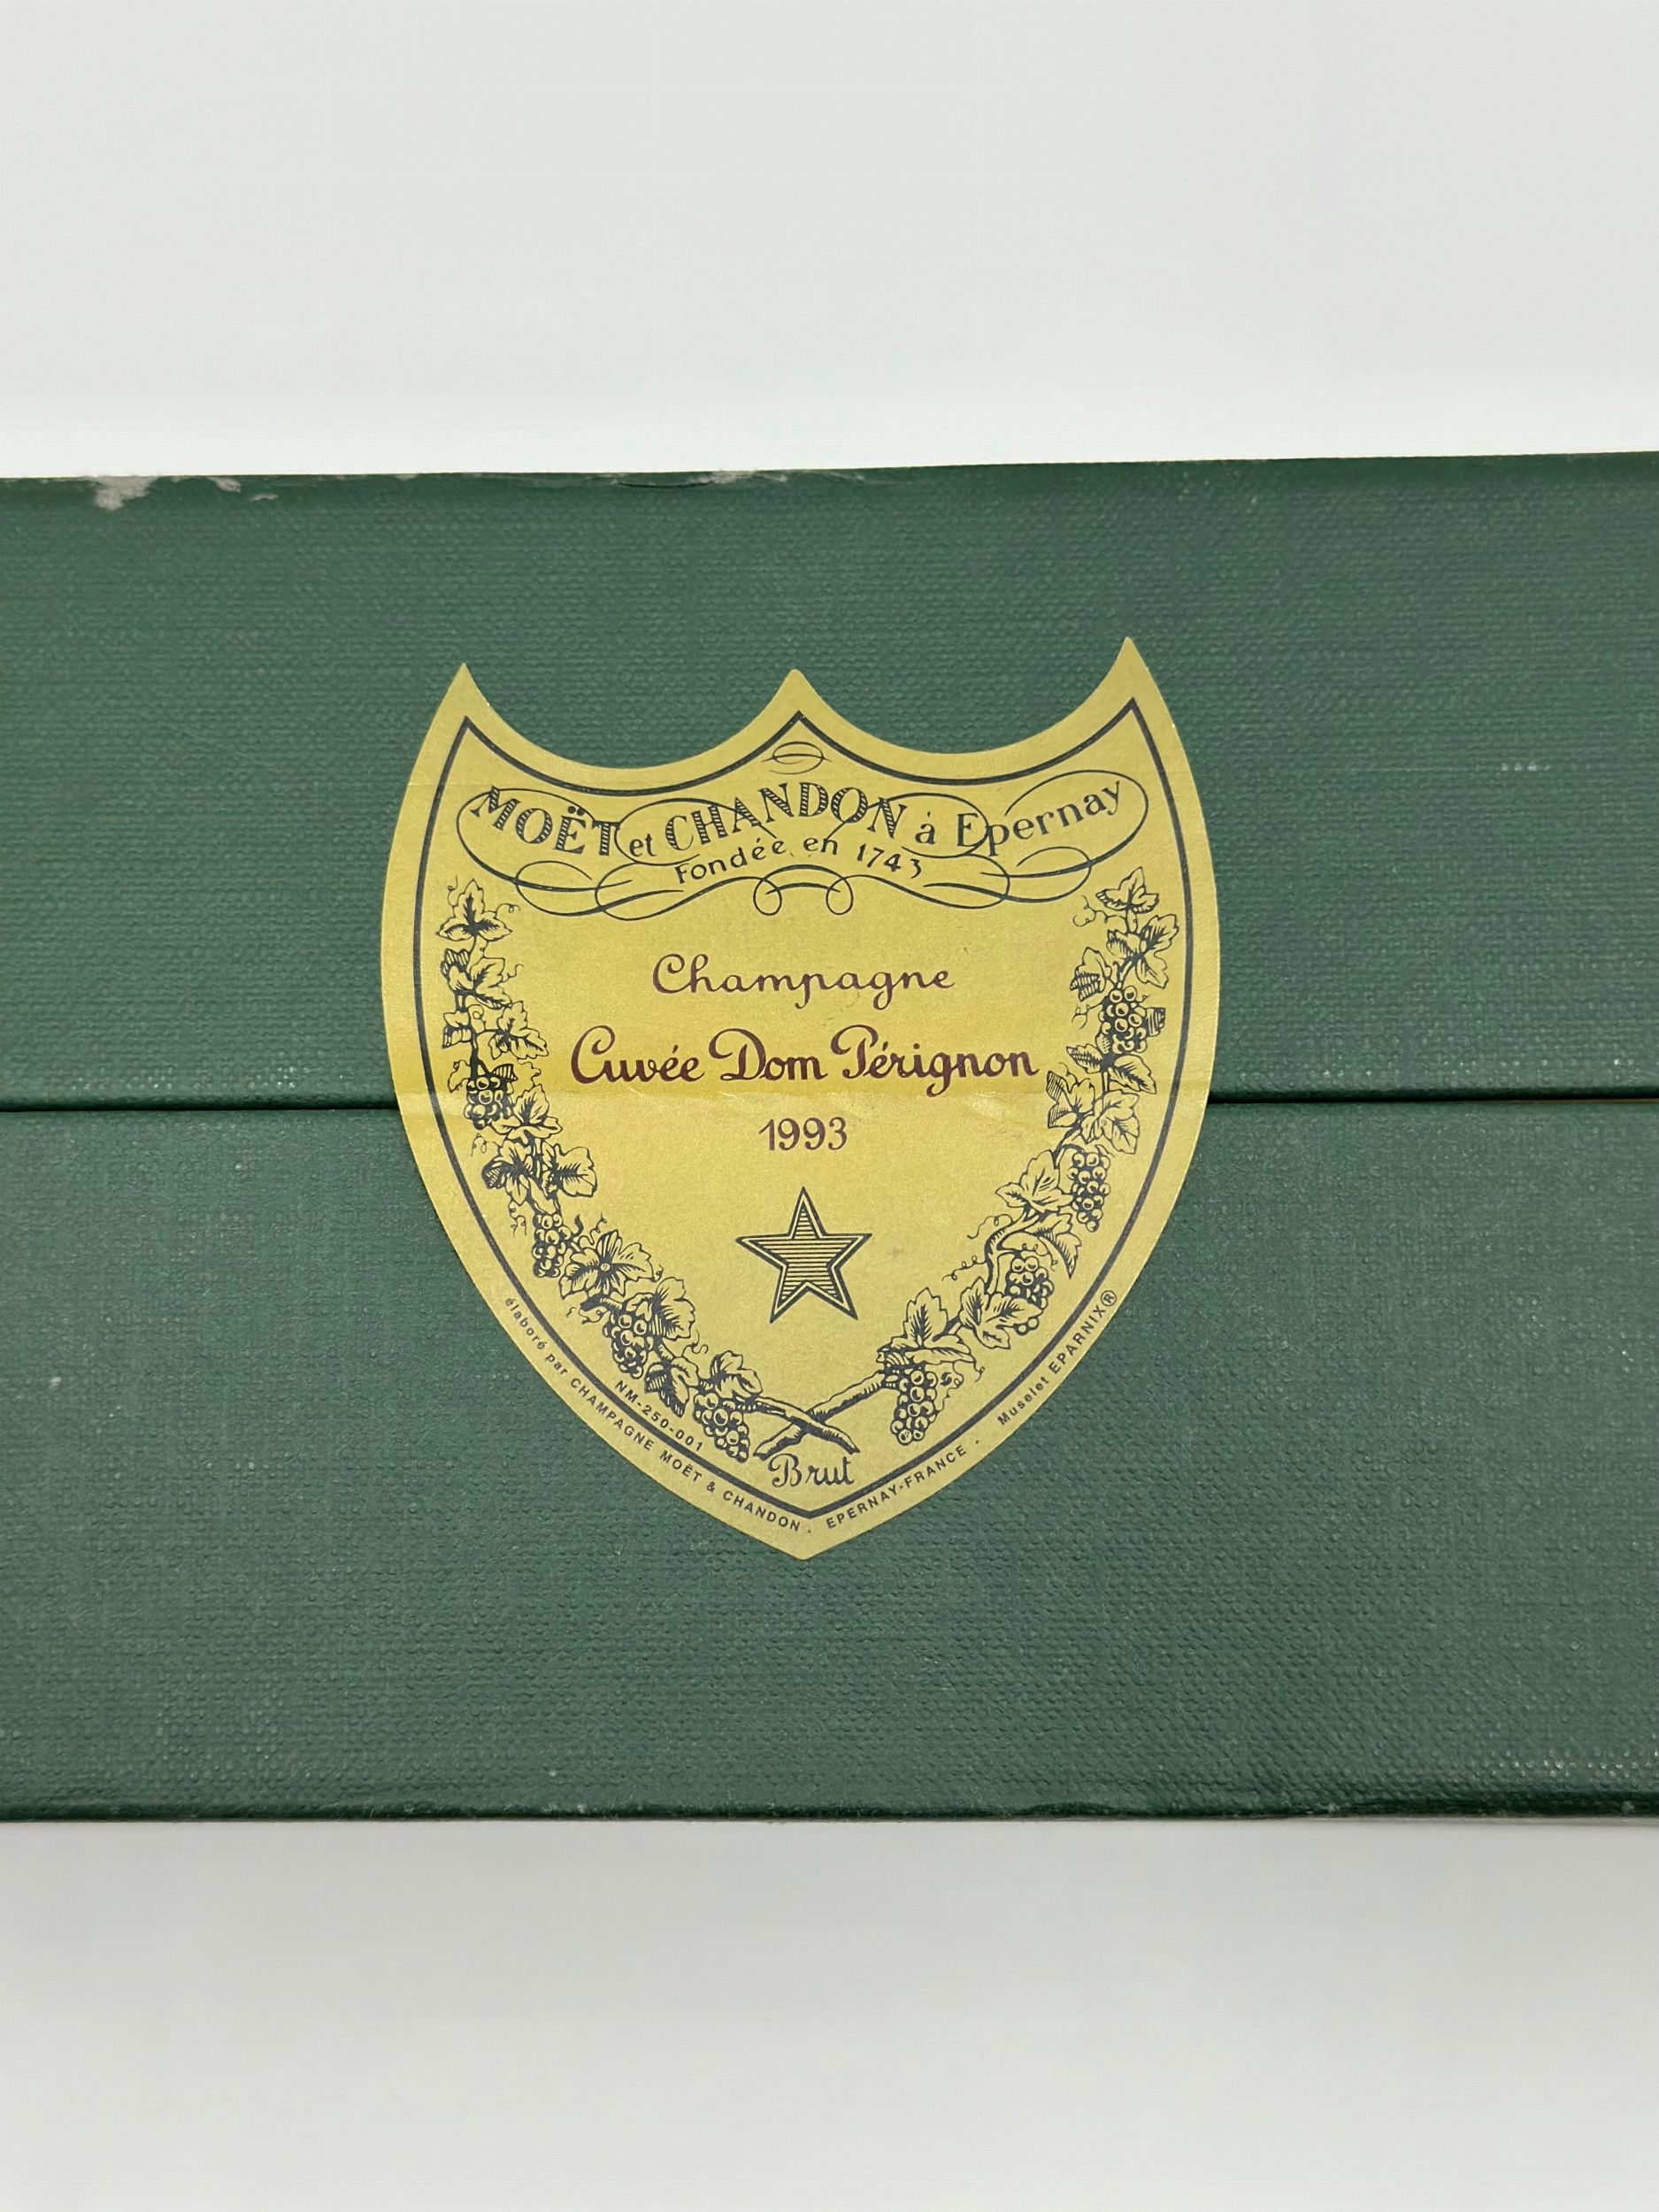 MOËT et CHANDON à Epernay
Fondée en 1743
Champagne
Cuvée Dom Pérignon
1993
NM-250-001
Brut
élaboré par CHAMPAGNE MOËT & CHANDON . EPERNAY-FRANCE . Muselet EPARNIX®